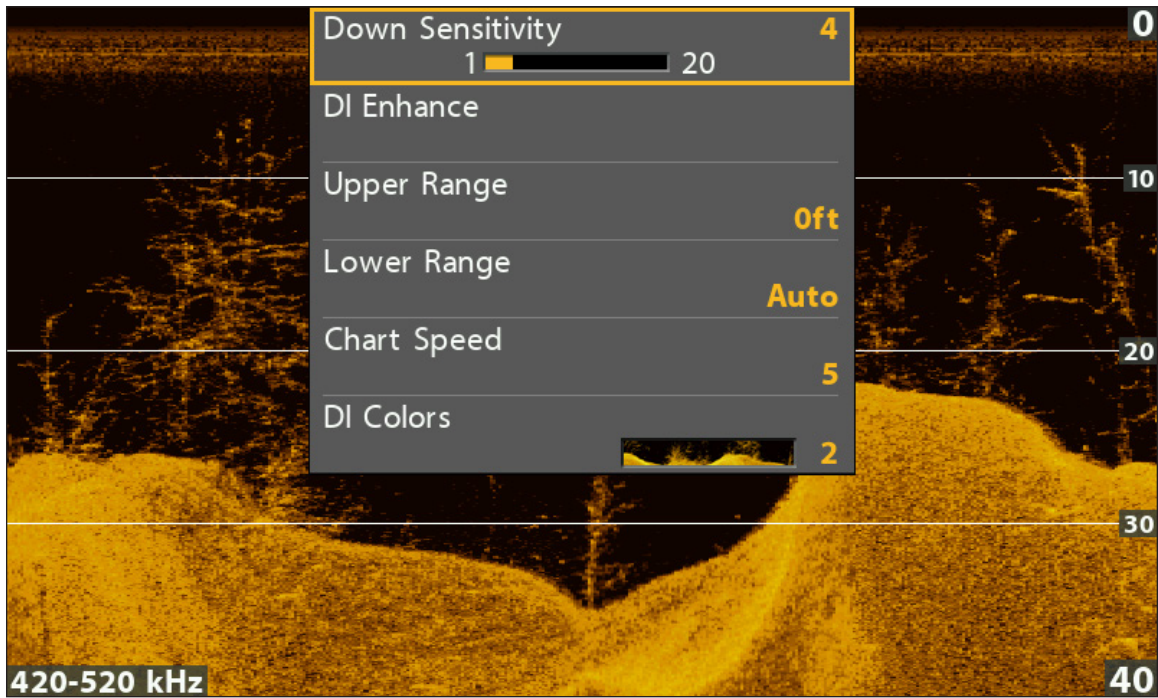 Down Sensitivity 4
1 20
DI Enhance
Upper Range
0ft
Lower Range
Auto
Chart Speed
5
DI Colors
2
0
10
20
30
40
420-520 kHz